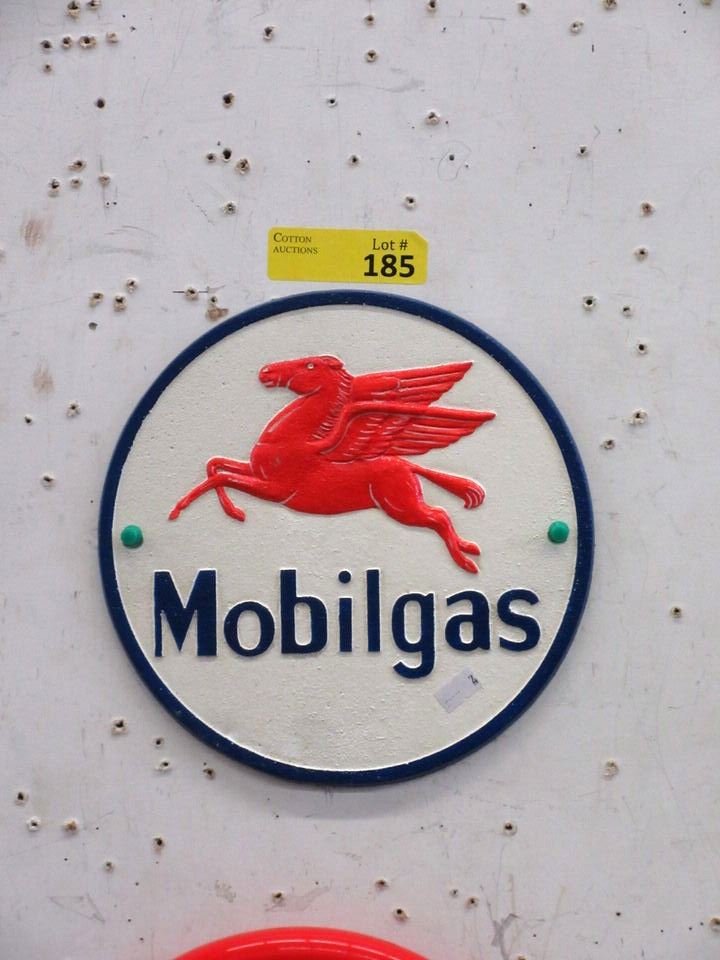 COTTON
AUCTIONS
Lot #
185
Mobilgas